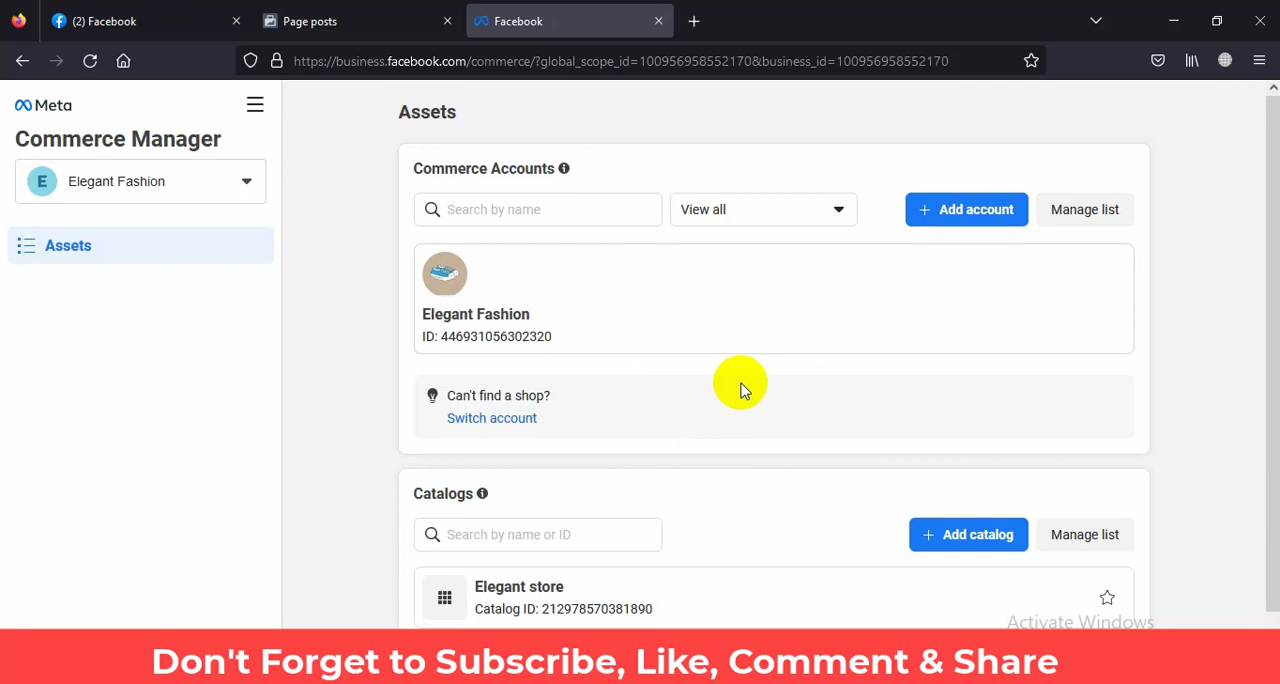 (2) Facebook
Page posts
Facebook
https://business.facebook.com/commerce/?global_scope_id=100956958552170&business_id=100956958552170
Meta
Commerce Manager
E Elegant Fashion
Assets
Assets
Commerce Accounts
Search by name
View all
+ Add account
Manage list
Elegant Fashion
ID: 446931056302320
Can't find a shop?
Switch account
Catalogs
Search by name or ID
+ Add catalog
Manage list
Elegant store
Catalog ID: 212978570381890
Activate Windows
Don't Forget to Subscribe, Like, Comment & Share